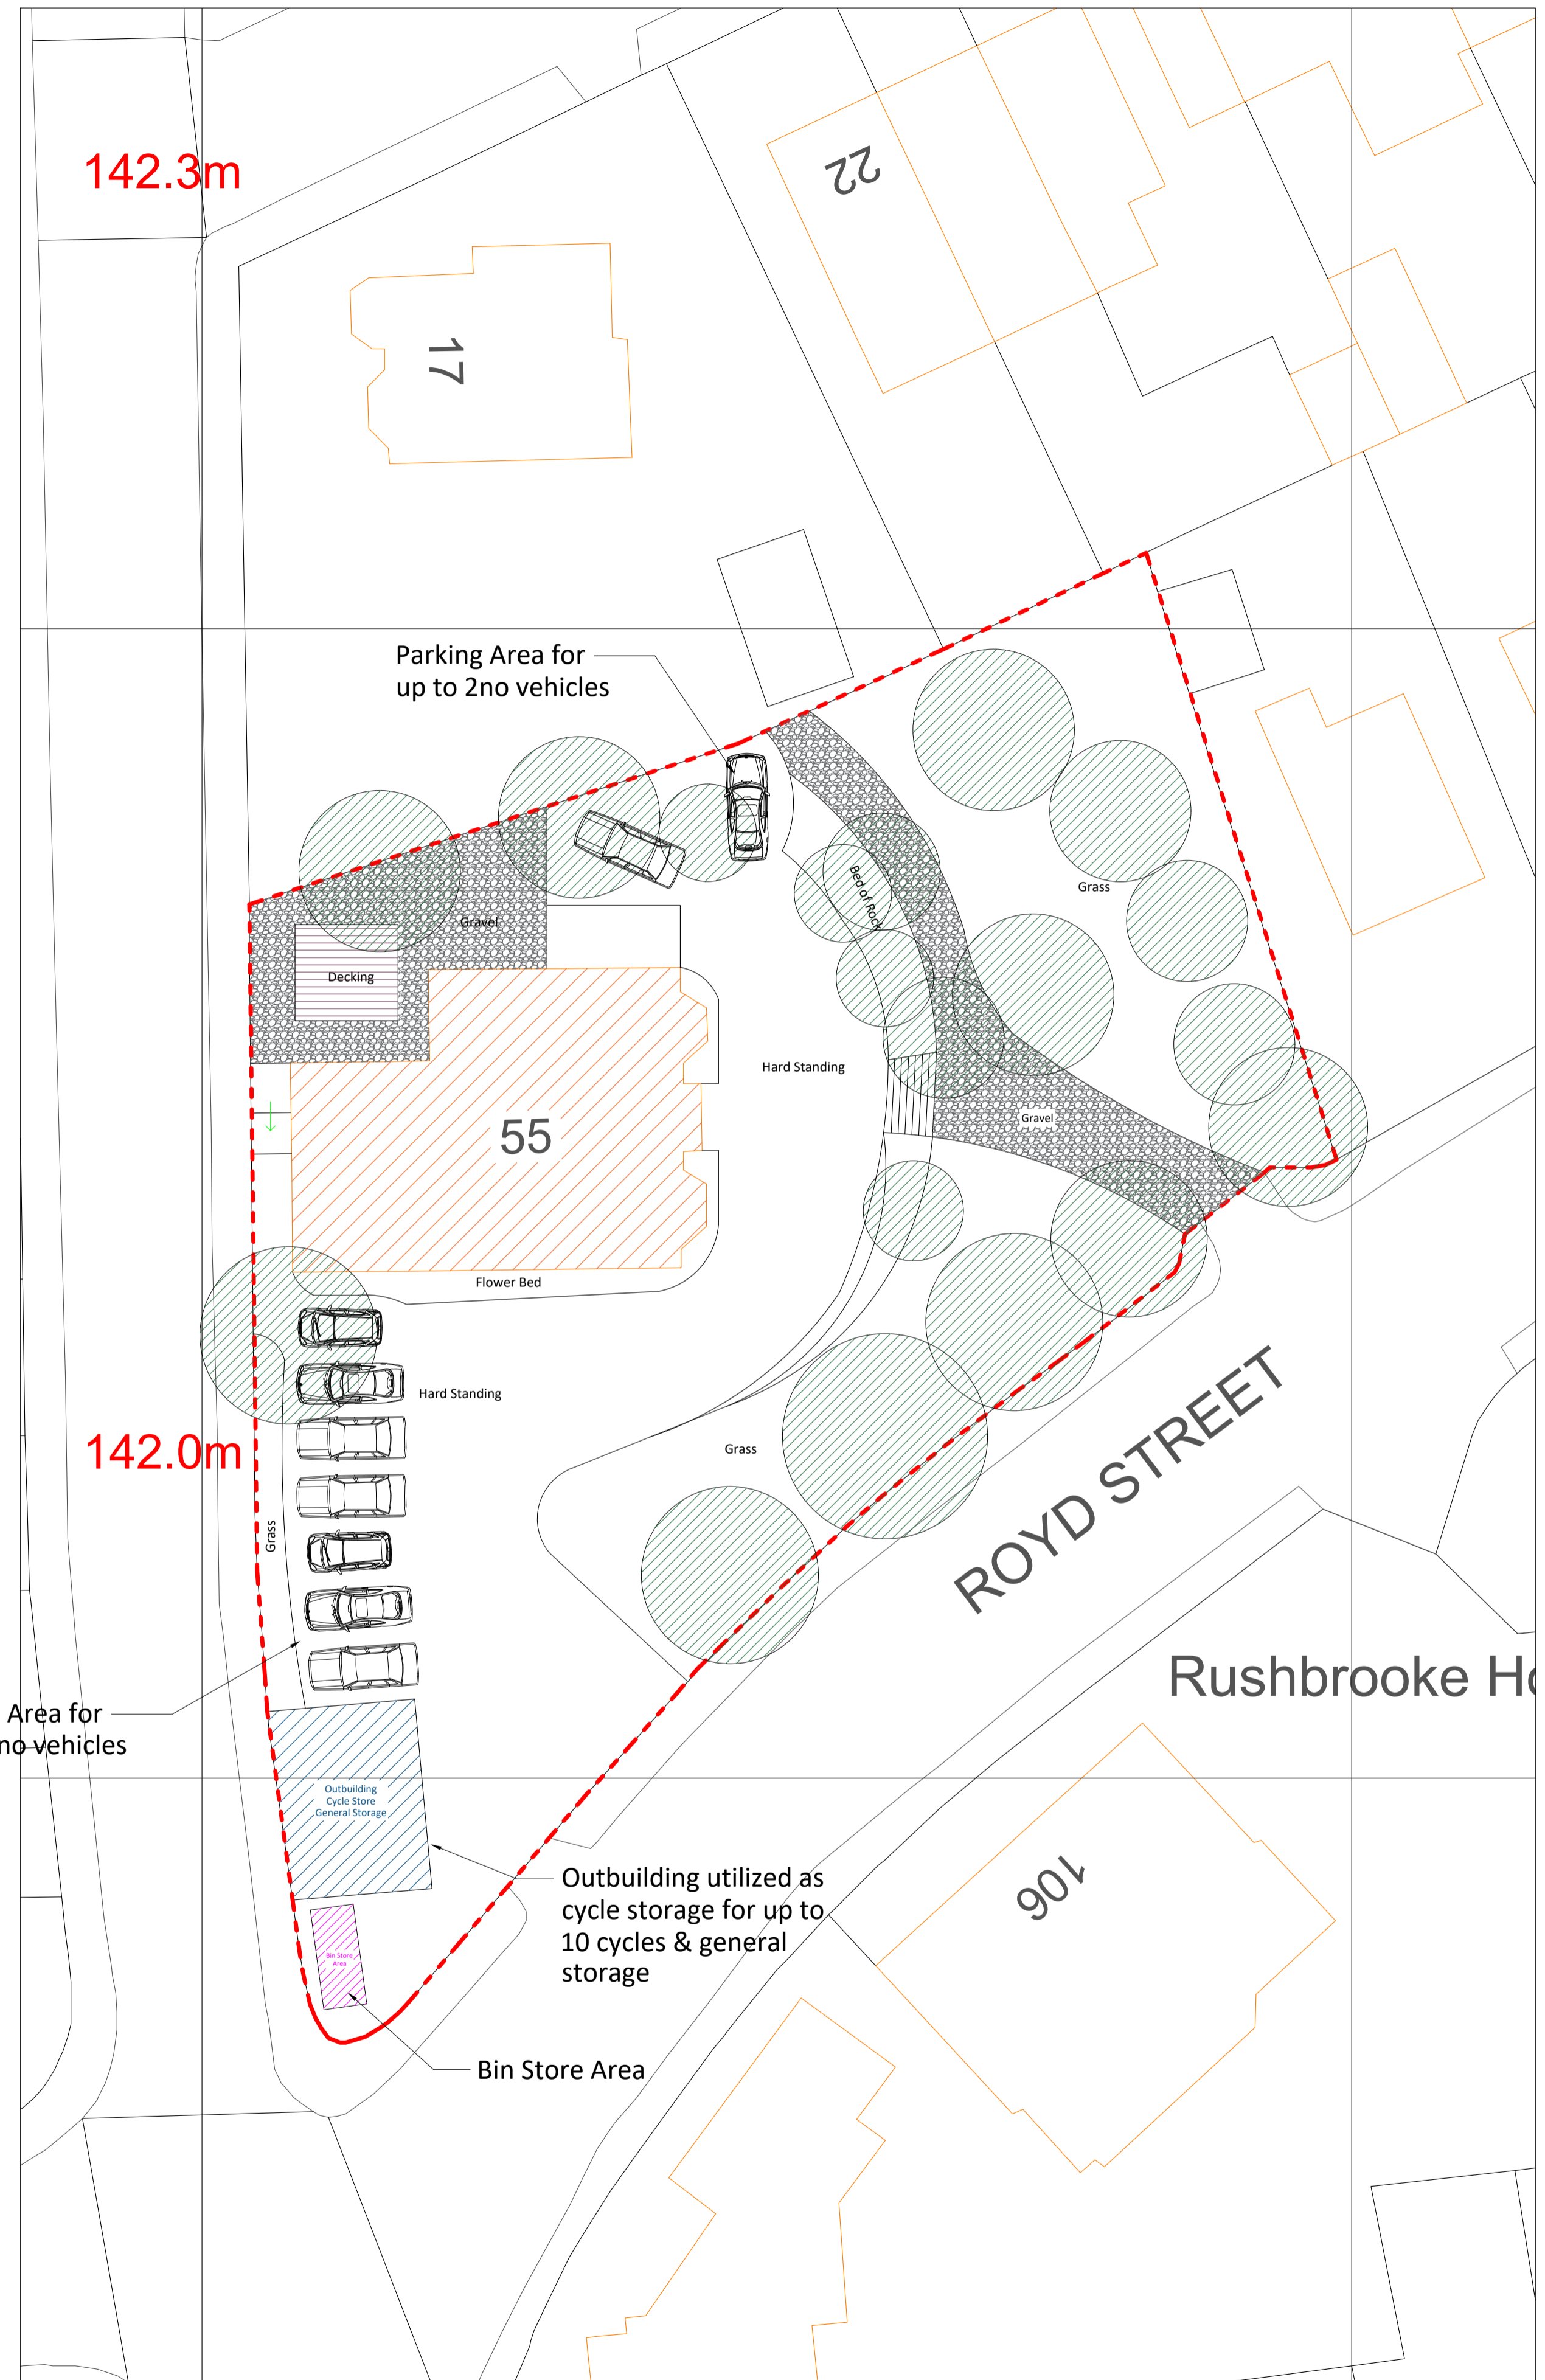 142.3m
22
17
Parking Area for
up to 2no vehicles
Grass
Bed of Rock
Gravel
Decking
Hard Standing
55
Gravel
Flower Bed
Hard Standing
142.0m
Grass
Grass
ROYD STREET
Rushbrooke Ho
Area for
no vehicles
Outbuilding
Cycle Store
General Storage
Outbuilding utilized as
cycle storage for up to
10 cycles & general
storage
106
Bin Store
Area
Bin Store Area